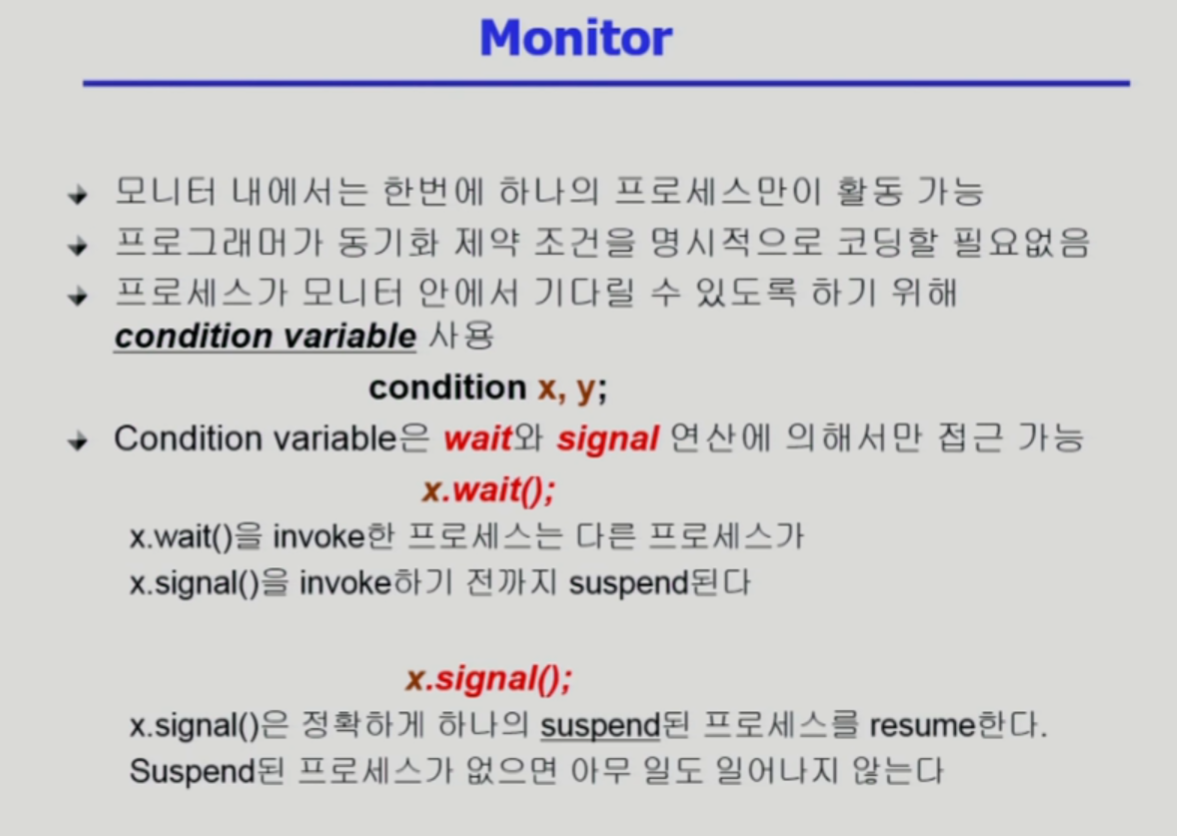 Monitor
모니터 내에서는 한번에 하나의 프로세스만이 활동 가능
프로그래머가 동기화 제약 조건을 명시적으로 코딩할 필요없음
프로세스가 모니터 안에서 기다릴 수 있도록 하기 위해
condition variable 사용
condition x, y;
Condition variable은 wait와 signal 연산에 의해서만 접근 가능
x.wait();
x.wait()을 invoke한 프로세스는 다른 프로세스가
x.signal()을 invoke하기 전까지 suspend된다
x.signal();
x.signal()은 정확하게 하나의 suspend된 프로세스를 resume한다.
Suspend된 프로세스가 없으면 아무 일도 일어나지 않는다